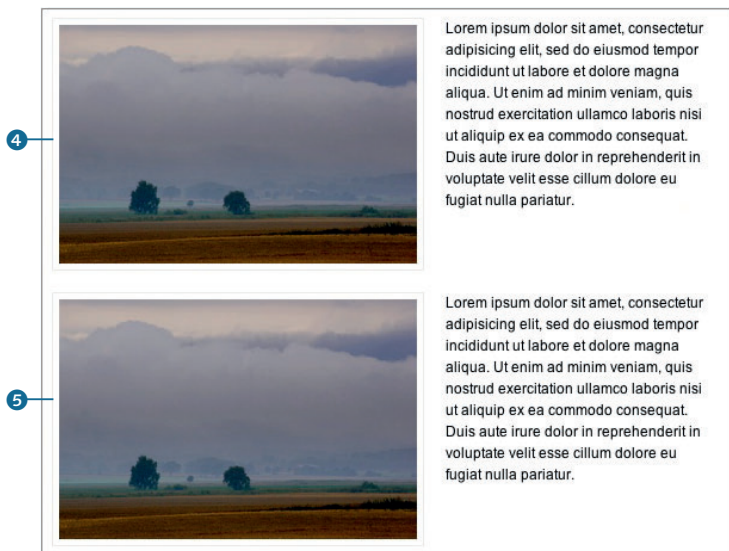 Lorem ipsum dolor sit amet, consectetur
adipisicing elit, sed do eiusmod tempor
incididunt ut labore et dolore magna
aliqua. Ut enim ad minim veniam, quis
nostrud exercitation ullamco laboris nisi
ut aliquip ex ea commodo consequat.
Duis aute irure dolor in reprehenderit in
voluptate velit esse cillum dolore eu
fugiat nulla pariatur.
4
Lorem ipsum dolor sit amet, consectetur
adipisicing elit, sed do eiusmod tempor
incididunt ut labore et dolore magna
aliqua. Ut enim ad minim veniam, quis
nostrud exercitation ullamco laboris nisi
ut aliquip ex ea commodo consequat.
Duis aute irure dolor in reprehenderit in
voluptate velit esse cillum dolore eu
fugiat nulla pariatur.
5